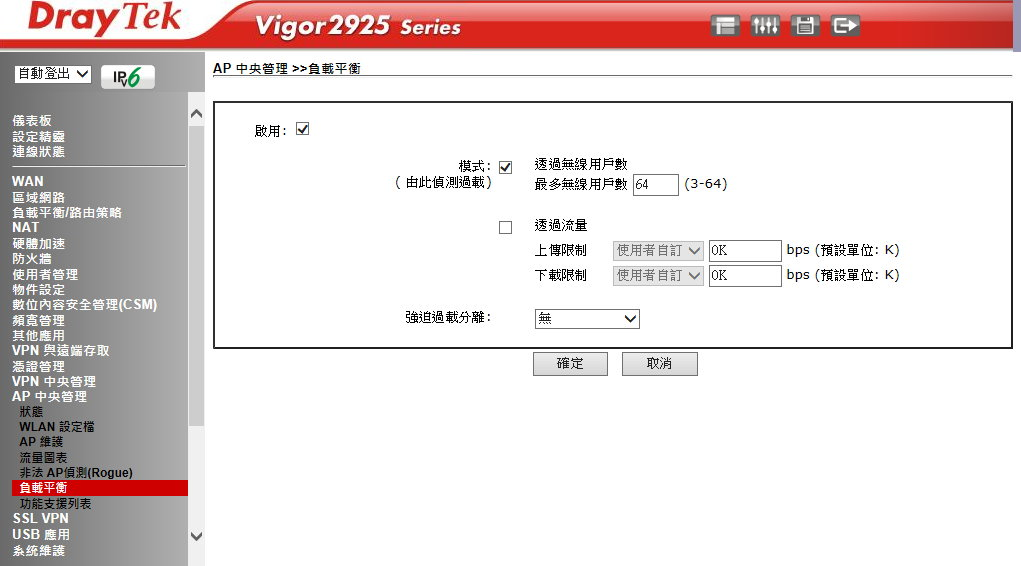 DrayTek
Vigor2925 Series
自動登出
IPv6
AP 中央管理 >>負載平衡
儀表板
設定精靈
連線狀態
WAN
區域網路
負載平衡/路由策略
NAT
硬體加速
防火牆
使用者管理
物件設定
數位內容安全管理(CSM)
頻寬管理
其他應用
VPN 與遠端存取
憑證管理
VPN 中央管理
AP 中央管理
狀態
WLAN 設定檔
AP 維護
流量圖表
非法 AP偵測(Rogue)
負載平衡
功能支援列表
SSL VPN
USB 應用
系統維護
啟用:
模式: 透過無線用戶數
( 由此偵測過載) 最多無線用戶數 64 (3-64)
透過流量
上傳限制 使用者自訂 0K bps (預設單位: K)
下載限制 使用者自訂 0K bps (預設單位: K)
強迫過載分離: 無
確定 取消